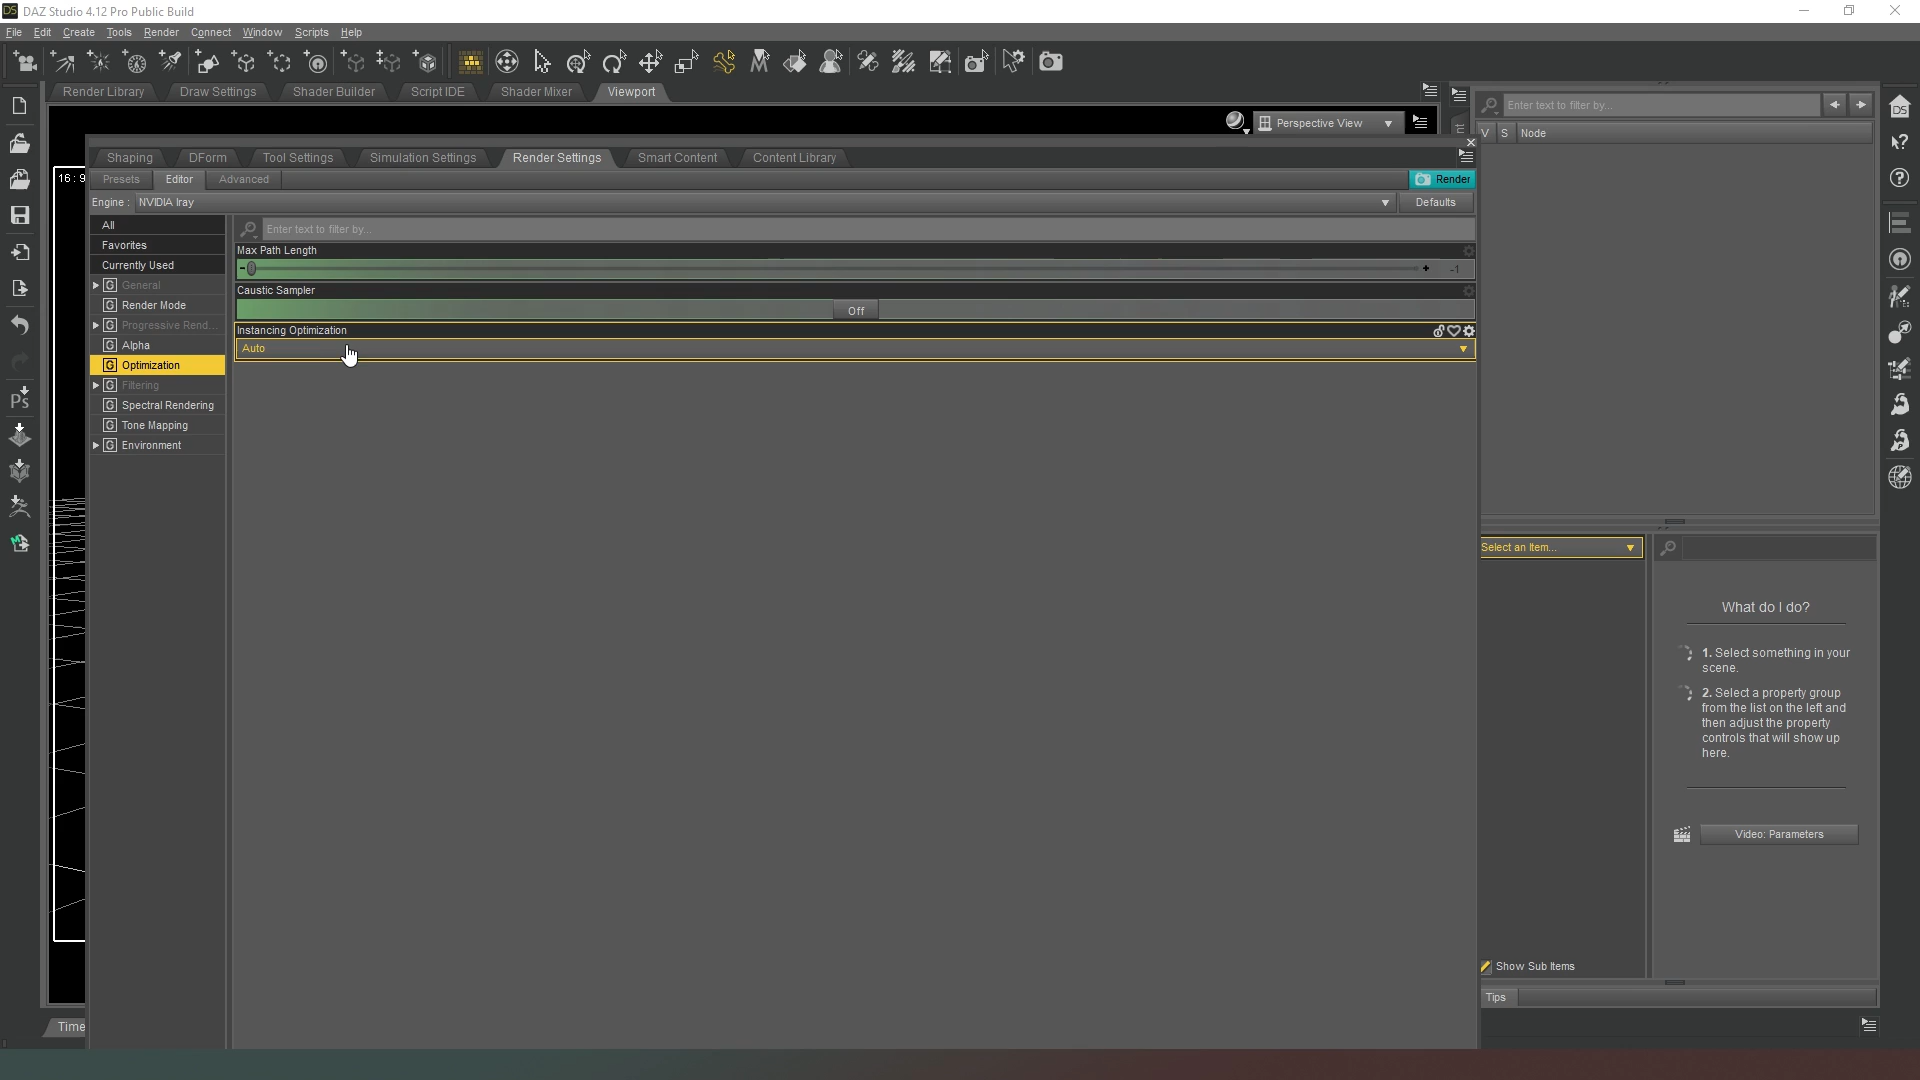 DAZ Studio 4.12 Pro Public Build
File Edit Create Tools Render Connect Window Scripts Help
Render Library Draw Settings Shader Builder Script IDE Shader Mixer Viewport
Enter text to filter by...
Perspective View
V S Node
16 : 9
Shaping DForm Tool Settings Simulation Settings Render Settings Smart Content Content Library
Presets Editor Advanced Render
Engine : NVIDIA Iray Defaults
All
Favorites
Currently Used
G General
G Render Mode
G Progressive Rend...
G Alpha
G Optimization
G Filtering
G Spectral Rendering
G Tone Mapping
G Environment
Enter text to filter by...
Max Path Length
- + -1
Caustic Sampler
Off
Instancing Optimization
Auto
Select an Item...
What do I do?
1. Select something in your
scene.
2. Select a property group
from the list on the left and
then adjust the property
controls that will show up
here.
Video: Parameters
Show Sub Items
Tips
Time